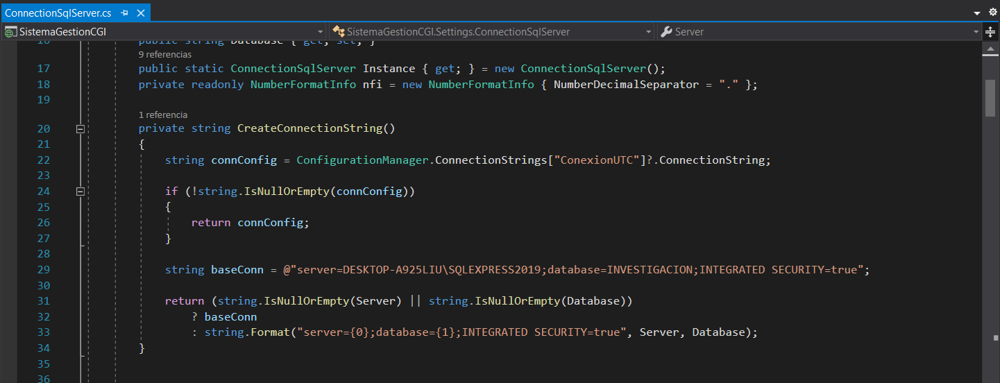 ConnectionSqlServer.cs
SistemaGestionCGI SistemaGestionCGI.Settings.ConnectionSqlServer Server
16 public string Database { get; set; }
9 referencias
17 public static ConnectionSqlServer Instance { get; } = new ConnectionSqlServer();
18 private readonly NumberFormatInfo nfi = new NumberFormatInfo { NumberDecimalSeparator = "." };
19
1 referencia
20 private string CreateConnectionString()
21 {
22 string connConfig = ConfigurationManager.ConnectionStrings["ConexionUTC"]?.ConnectionString;
23
24 if (!string.IsNullOrEmpty(connConfig))
25 {
26 return connConfig;
27 }
28
29 string baseConn = @"server=DESKTOP-A925LIU\SQLEXPRESS2019;database=INVESTIGACION;INTEGRATED SECURITY=true";
30
31 return (string.IsNullOrEmpty(Server) || string.IsNullOrEmpty(Database))
32 ? baseConn
33 : string.Format("server={0};database={1};INTEGRATED SECURITY=true", Server, Database);
34 }
35
36